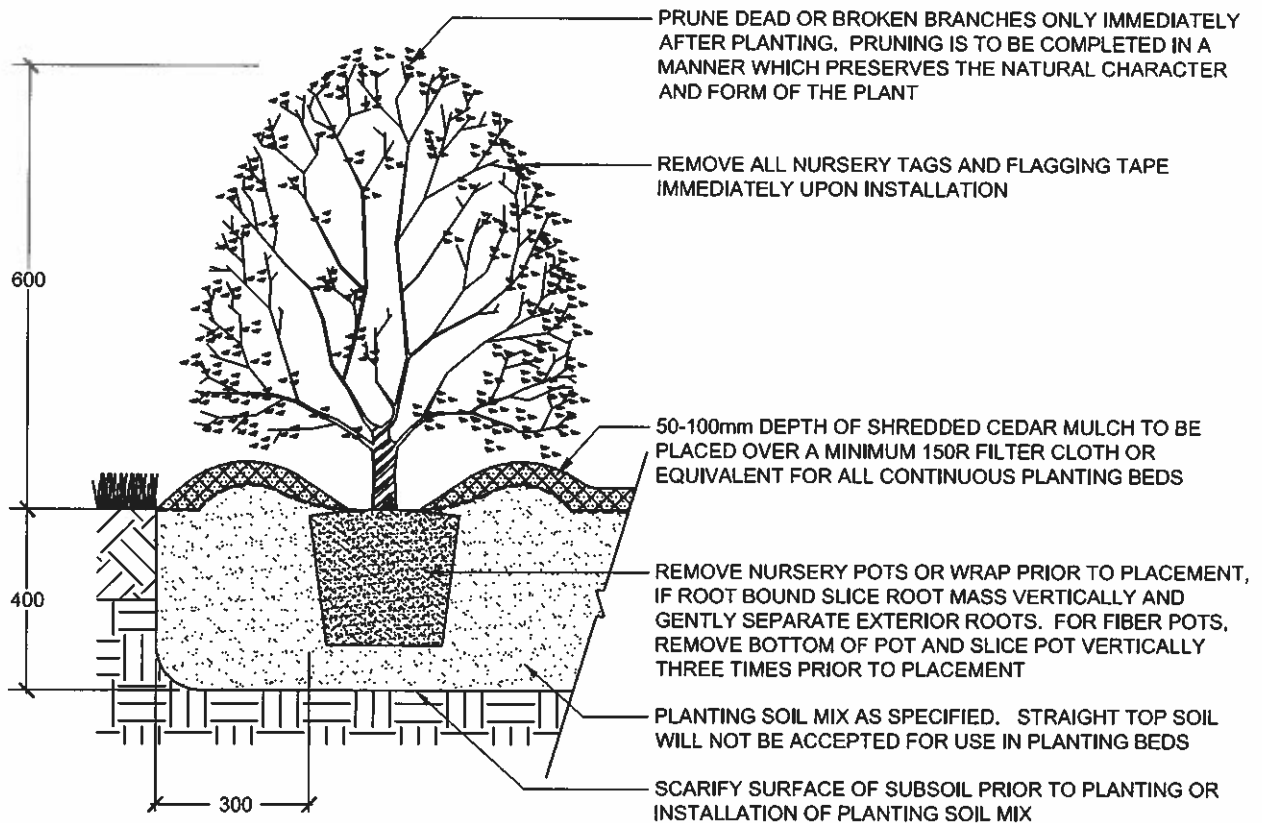 PRUNE DEAD OR BROKEN BRANCHES ONLY IMMEDIATELY
AFTER PLANTING. PRUNING IS TO BE COMPLETED IN A
MANNER WHICH PRESERVES THE NATURAL CHARACTER
AND FORM OF THE PLANT
REMOVE ALL NURSERY TAGS AND FLAGGING TAPE
IMMEDIATELY UPON INSTALLATION
600
50-100mm DEPTH OF SHREDDED CEDAR MULCH TO BE
PLACED OVER A MINIMUM 150R FILTER CLOTH OR
EQUIVALENT FOR ALL CONTINUOUS PLANTING BEDS
400
REMOVE NURSERY POTS OR WRAP PRIOR TO PLACEMENT,
IF ROOT BOUND SLICE ROOT MASS VERTICALLY AND
GENTLY SEPARATE EXTERIOR ROOTS. FOR FIBER POTS,
REMOVE BOTTOM OF POT AND SLICE POT VERTICALLY
THREE TIMES PRIOR TO PLACEMENT
PLANTING SOIL MIX AS SPECIFIED. STRAIGHT TOP SOIL
WILL NOT BE ACCEPTED FOR USE IN PLANTING BEDS
SCARIFY SURFACE OF SUBSOIL PRIOR TO PLANTING OR
INSTALLATION OF PLANTING SOIL MIX
300